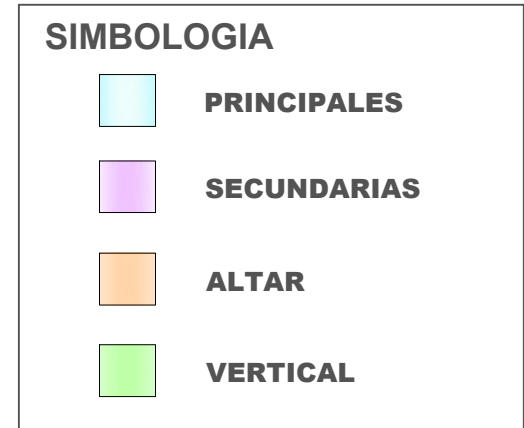 SIMBOLOGIA
PRINCIPALES
SECUNDARIAS
ALTAR
VERTICAL